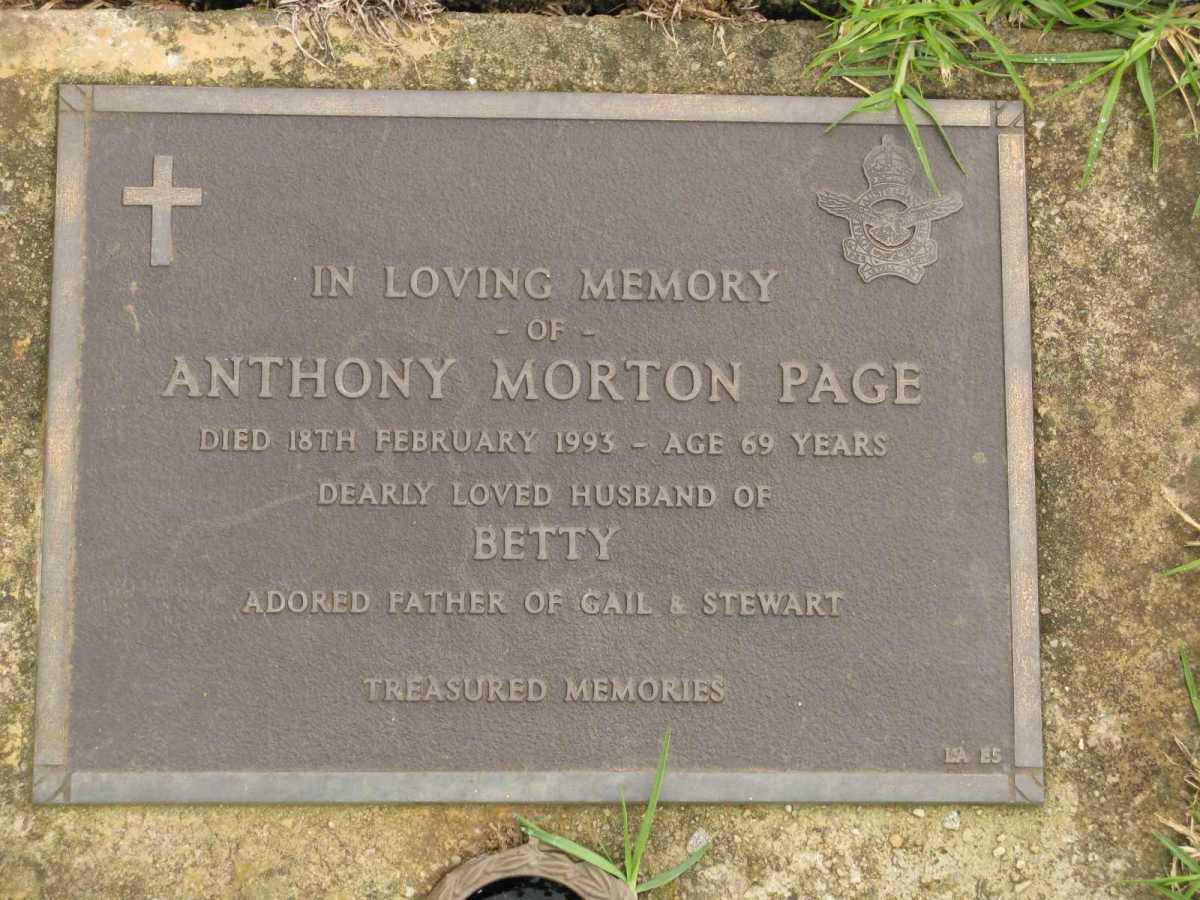 IN LOVING MEMORY
- OF -
ANTHONY MORTON PAGE
DIED 18TH FEBRUARY 1993 - AGE 69 YEARS
DEARLY LOVED HUSBAND OF
BETTY
ADORED FATHER OF GAIL & STEWART
TREASURED MEMORIES
LA E5